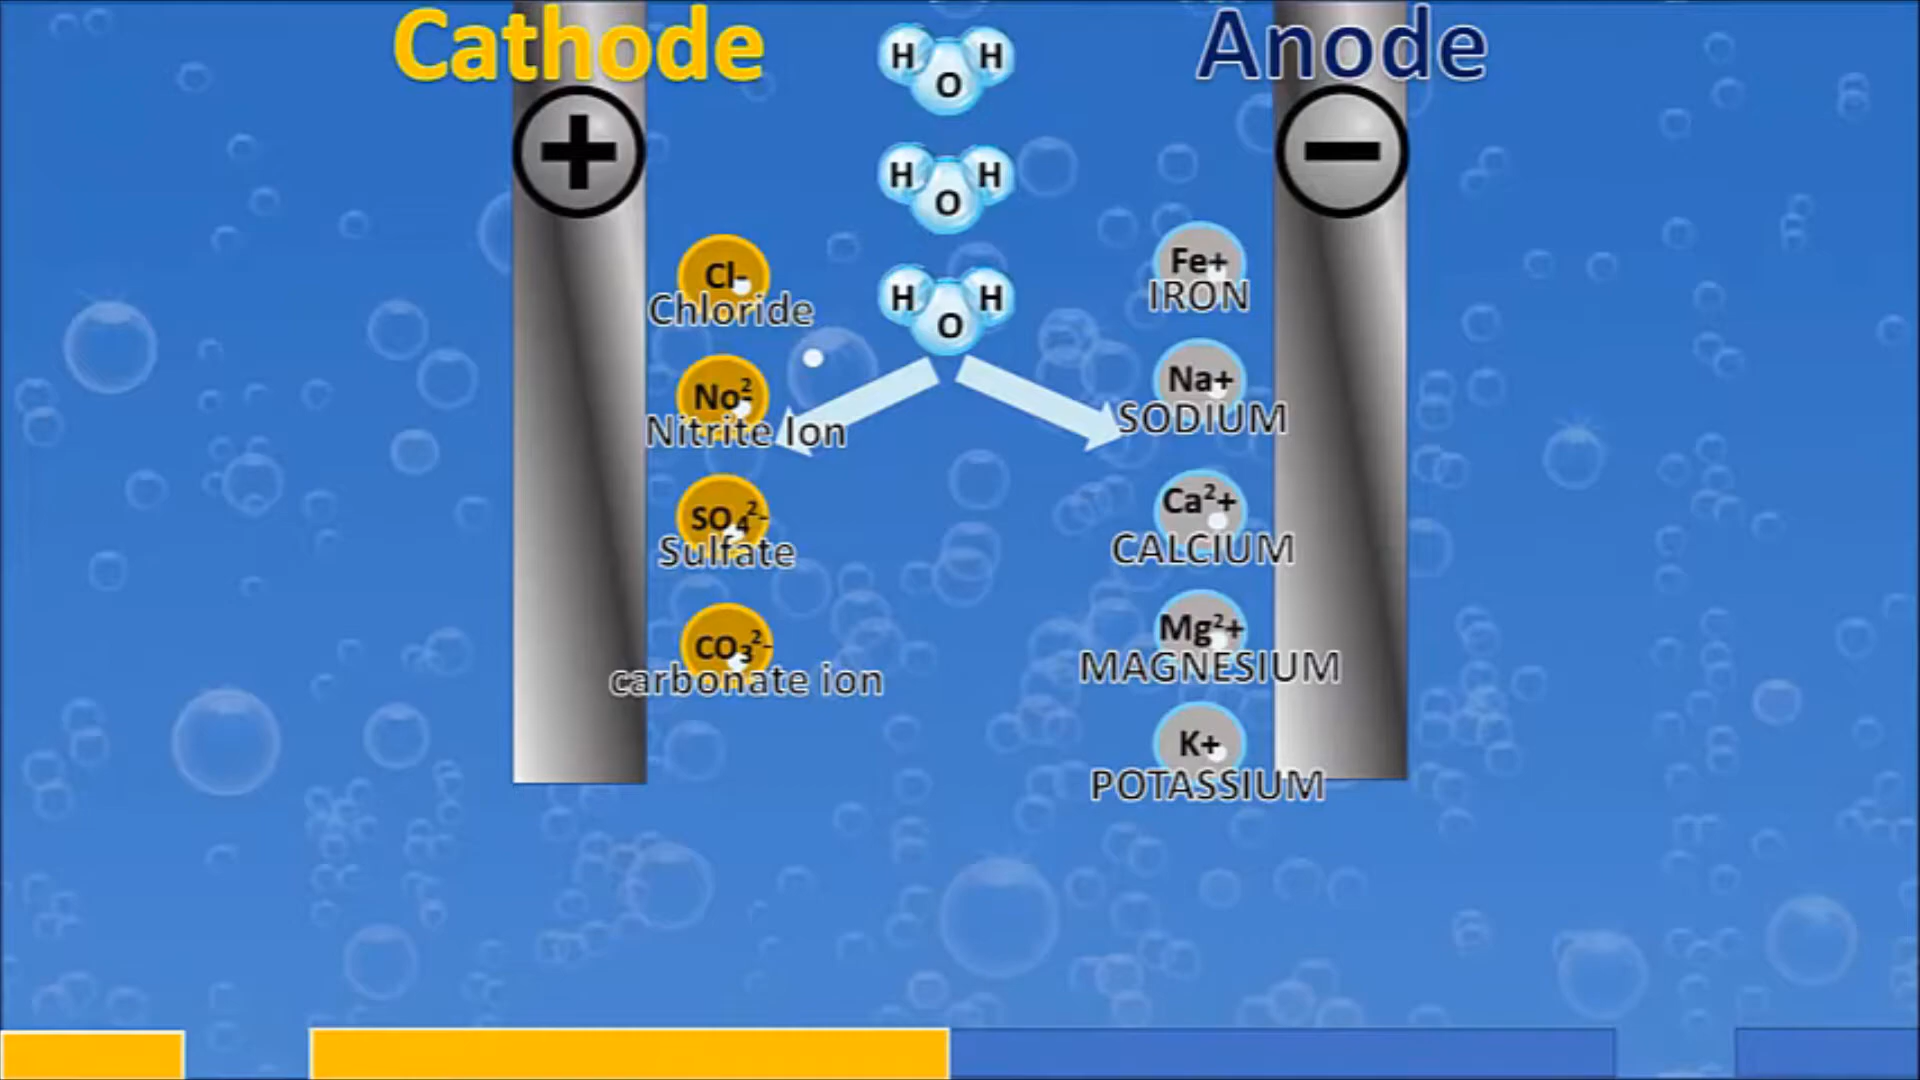 Cathode
Anode
+
−
H H
O
H H
O
H H
O
Cl-
Chloride
No²-
Nitrite Ion
SO₄²-
Sulfate
CO₃²-
carbonate ion
Fe+
IRON
Na+
SODIUM
Ca²+
CALCIUM
Mg²+
MAGNESIUM
K+
POTASSIUM